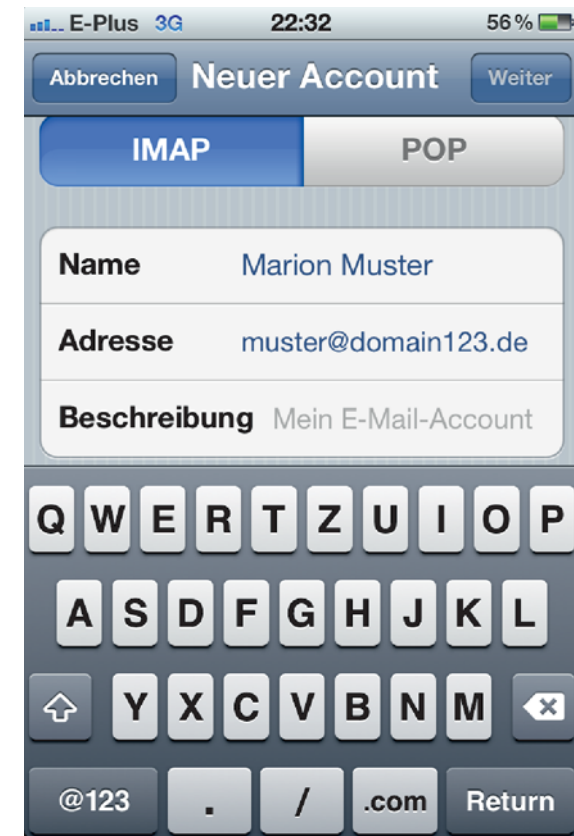 E-Plus 3G 22:32 56 %
Abbrechen Neuer Account Weiter
IMAP POP
Name Marion Muster
Adresse muster@domain123.de
Beschreibung Mein E-Mail-Account
Q W E R T Z U I O P
A S D F G H J K L
Y X C V B N M
@123 . / .com Return